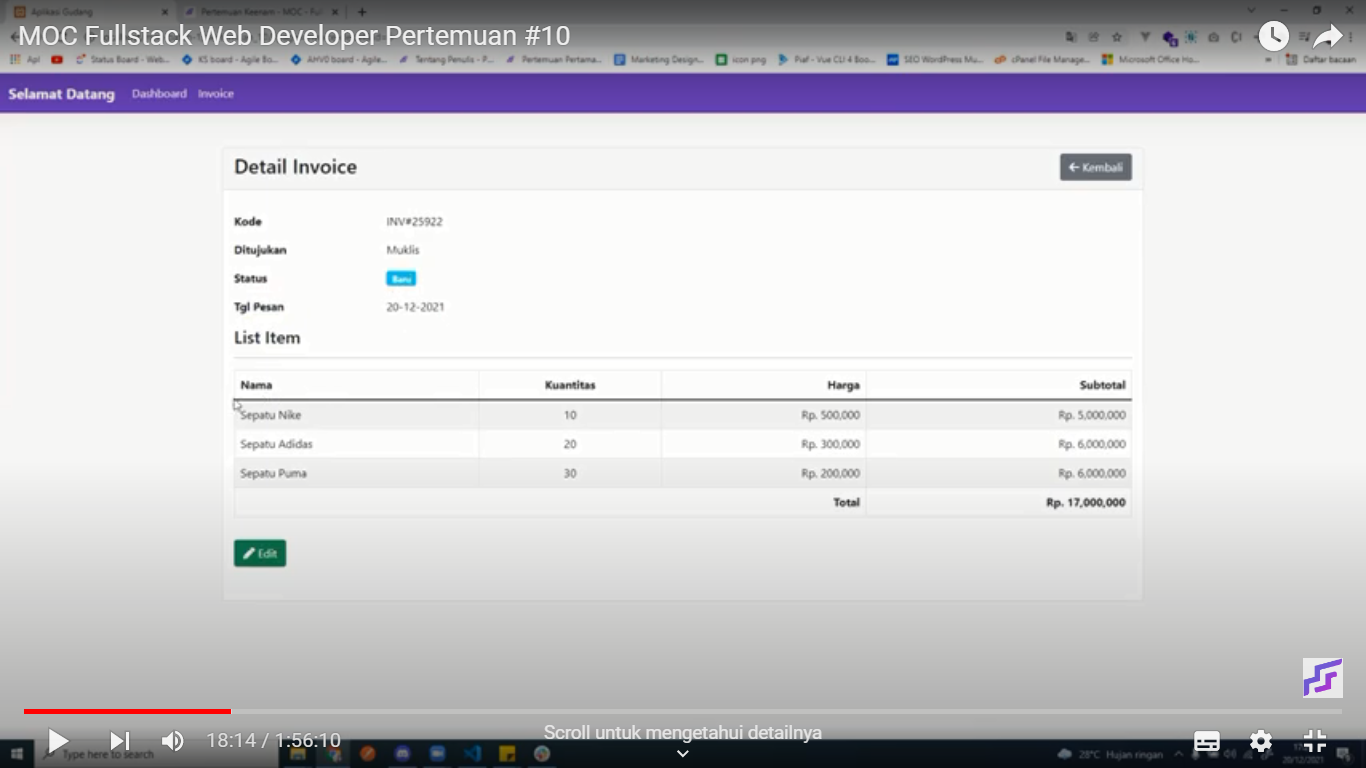 Aplikasi Gudang
Pertemuan Keenam - MOC - Ful
MOC Fullstack Web Developer Pertemuan #10
Api
Status Board - Web...
KS board - Agile Bo...
AHV0 board - Agile...
Tentang Penulis - P...
Pertemuan Pertama...
Marketing Design...
icon png
Piaf - Vue CLI 4 Boo...
SEO WordPress Mu...
cPanel File Manage...
Microsoft Office Ho...
Daftar bacaan
Selamat Datang Dashboard Invoice
Detail Invoice
Kembali
Kode INV#25922
Ditujukan Muklis
Status Baru
Tgl Pesan 20-12-2021
List Item
Nama Kuantitas Harga Subtotal
Sepatu Nike 10 Rp. 500,000 Rp. 5,000,000
Sepatu Adidas 20 Rp. 300,000 Rp. 6,000,000
Sepatu Puma 30 Rp. 200,000 Rp. 6,000,000
Total Rp. 17,000,000
Edit
Scroll untuk mengetahui detailnya
18:14 / 1:56:10
Type here to search
28°C Hujan ringan
20/12/2021